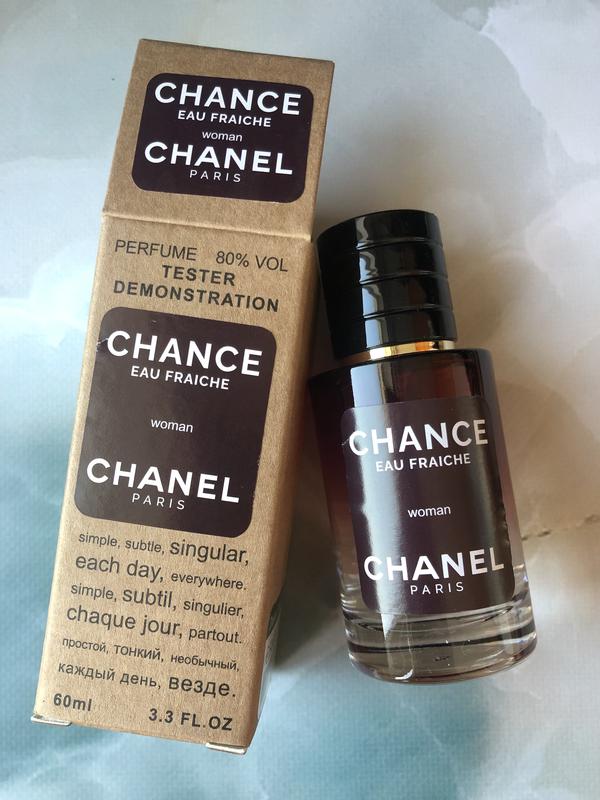 CHANCE
EAU FRAICHE
woman
CHANEL
PARIS
PERFUME 80% VOL
TESTER
DEMONSTRATION
CHANCE
EAU FRAICHE
woman
CHANEL
PARIS
simple, subtle, singular,
each day, everywhere.
simple, subtil, singulier,
chaque jour, partout.
простой, тонкий, необычный,
каждый день, везде.
60ml 3.3 FL.OZ
CHANCE
EAU FRAICHE
woman
CHANEL
PARIS